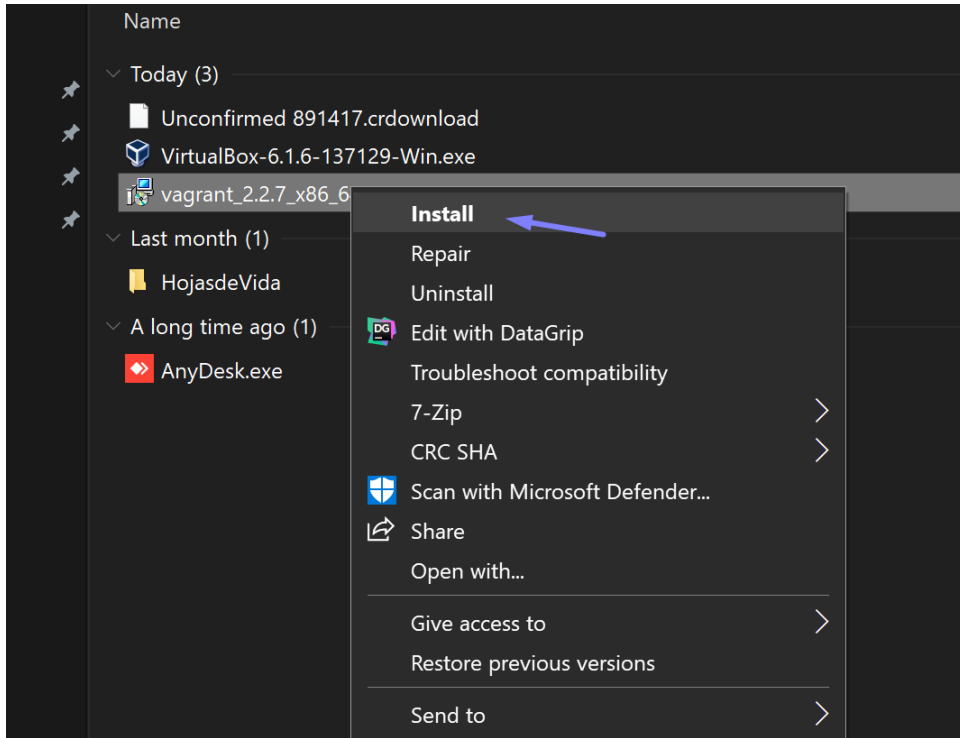 Name
Today (3)
Unconfirmed 891417.crdownload
VirtualBox-6.1.6-137129-Win.exe
vagrant_2.2.7_x86_6
Last month (1)
HojasdeVida
A long time ago (1)
AnyDesk.exe
Install
Repair
Uninstall
DG
Edit with DataGrip
Troubleshoot compatibility
7-Zip
CRC SHA
Scan with Microsoft Defender...
Share
Open with...
Give access to
Restore previous versions
Send to